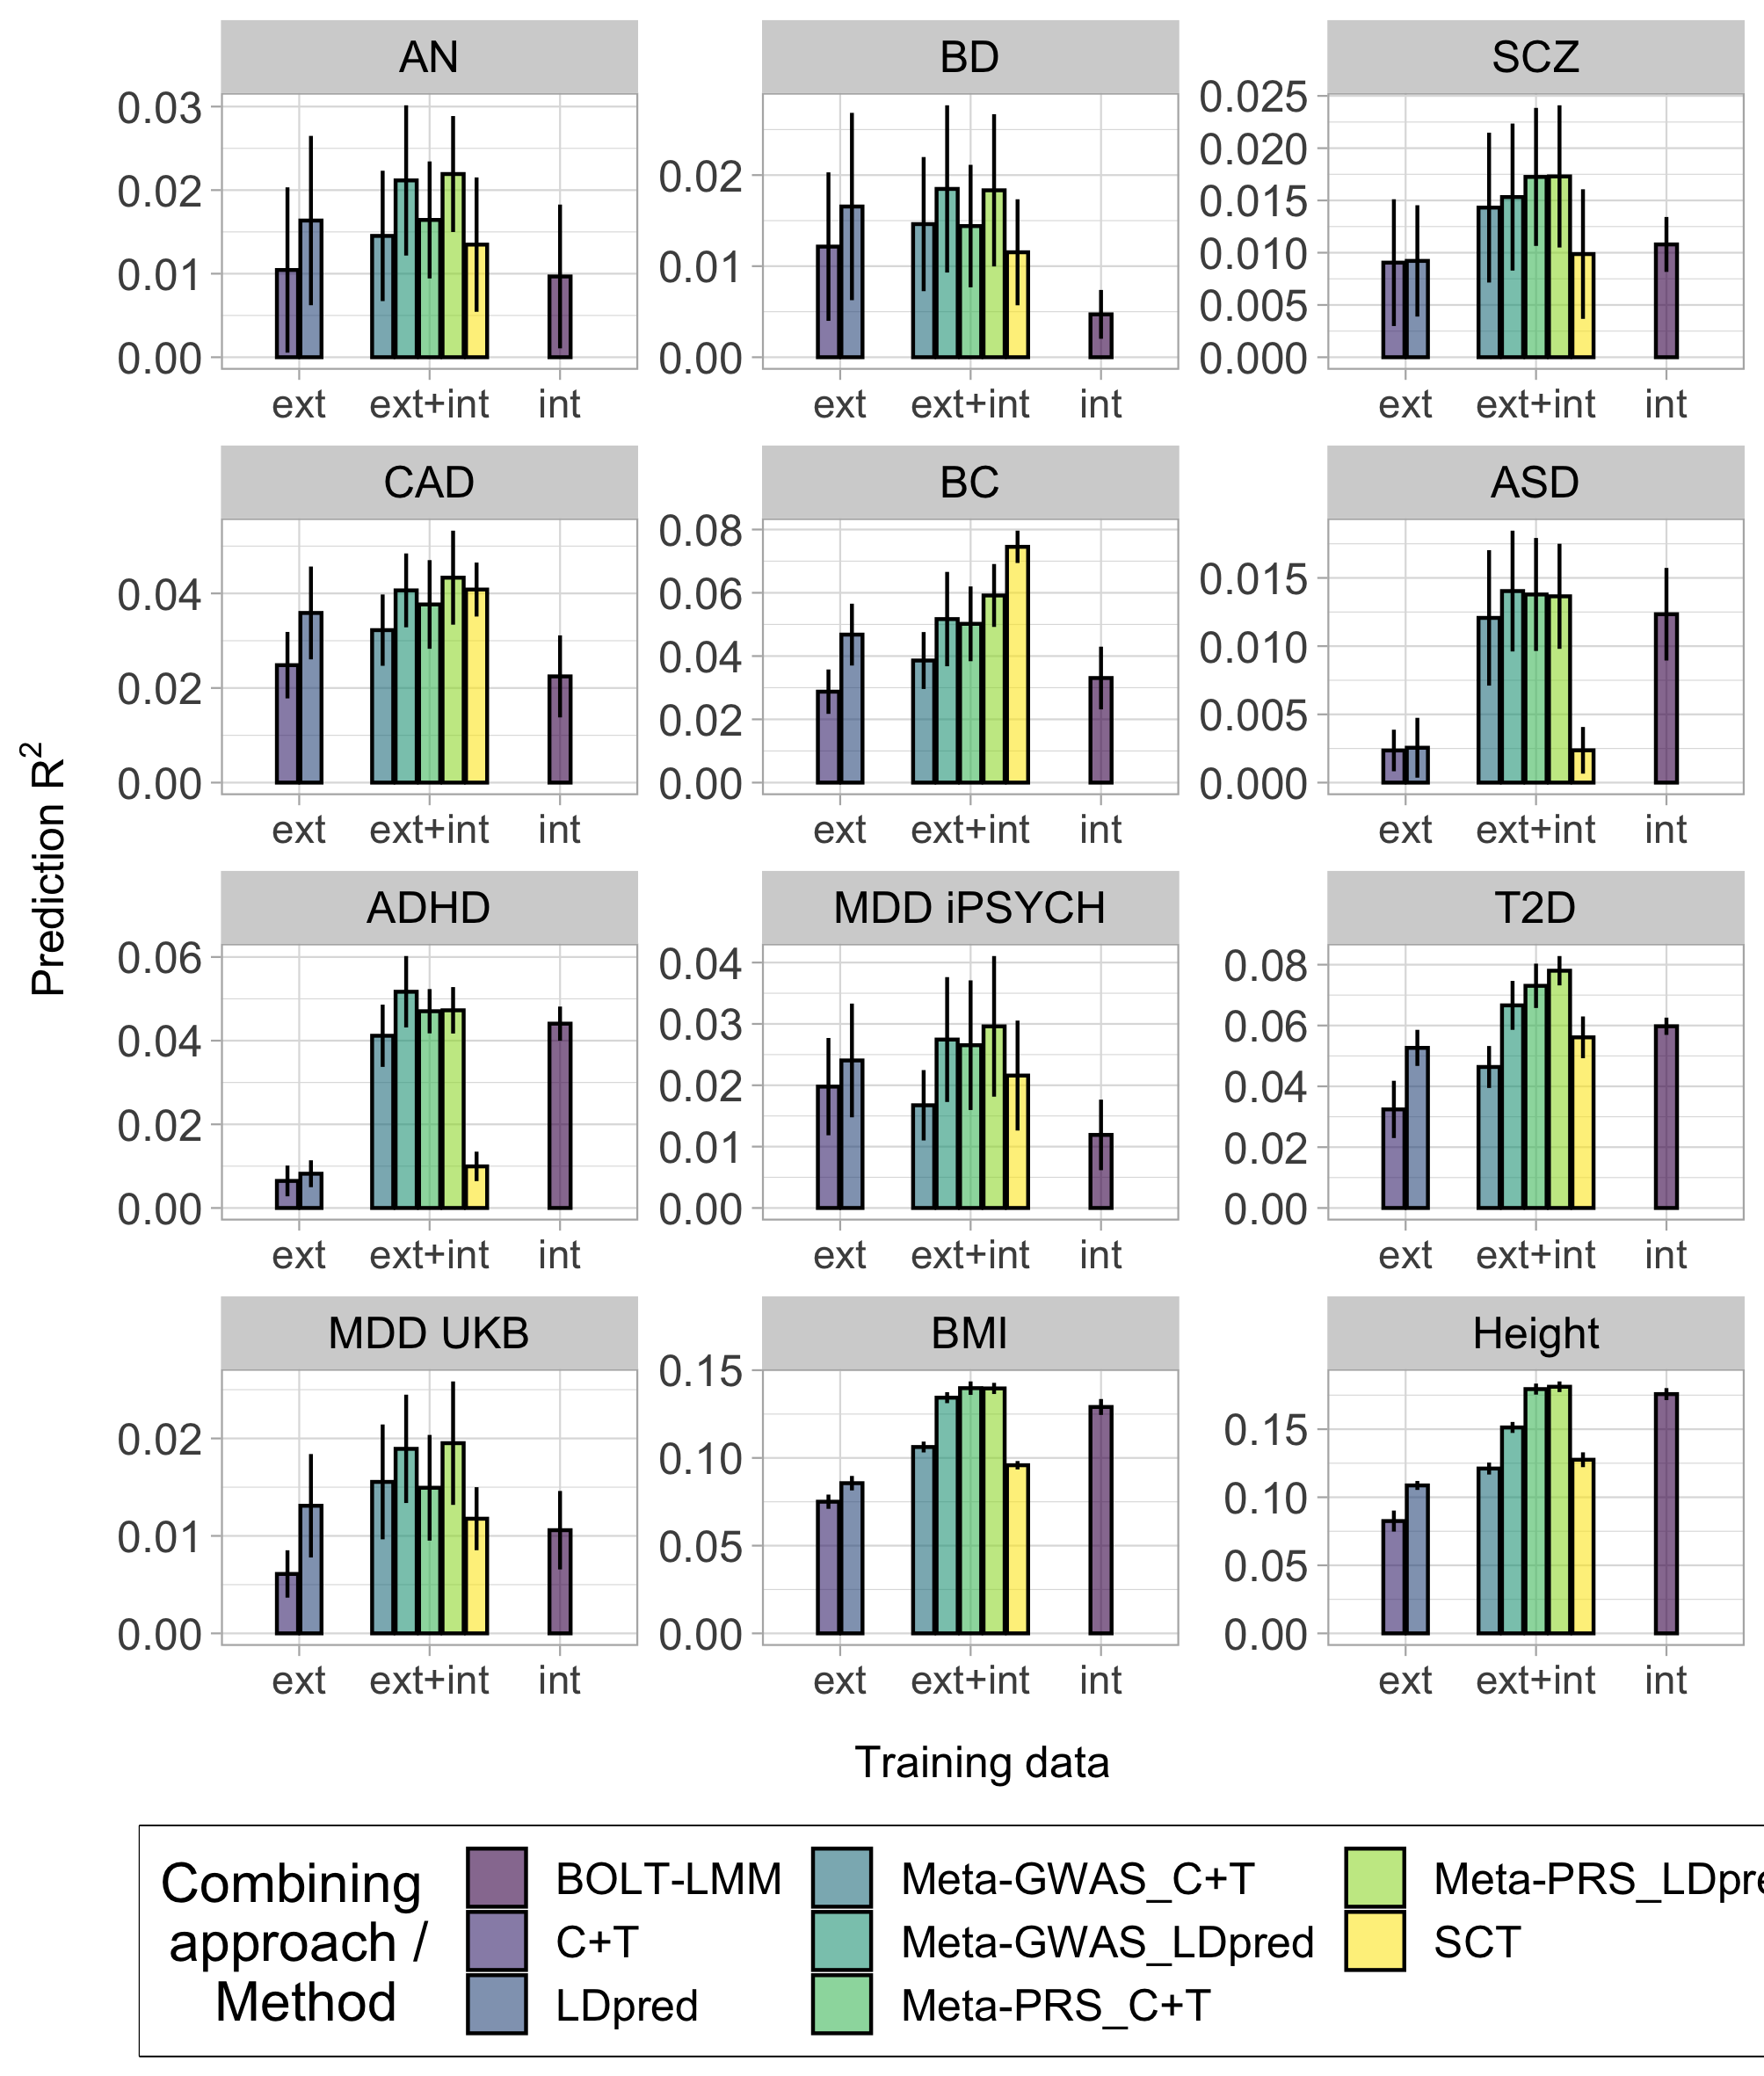 AN
BD
SCZ
0.03
0.02
0.01
0.00
0.02
0.01
0.00
0.025
0.020
0.015
0.010
0.005
0.000
ext ext+int int
ext ext+int int
ext ext+int int
CAD
BC
ASD
0.04
0.02
0.00
0.08
0.06
0.04
0.02
0.00
0.015
0.010
0.005
0.000
ext ext+int int
ext ext+int int
ext ext+int int
Prediction R²
ADHD
MDD iPSYCH
T2D
0.06
0.04
0.02
0.00
0.04
0.03
0.02
0.01
0.00
0.08
0.06
0.04
0.02
0.00
ext ext+int int
ext ext+int int
ext ext+int int
MDD UKB
BMI
Height
0.02
0.01
0.00
0.15
0.10
0.05
0.00
0.15
0.10
0.05
0.00
ext ext+int int
ext ext+int int
ext ext+int int
Training data
Combining
approach /
Method
BOLT-LMM
C+T
LDpred
Meta-GWAS_C+T
Meta-GWAS_LDpred
Meta-PRS_C+T
Meta-PRS_LDpre
SCT